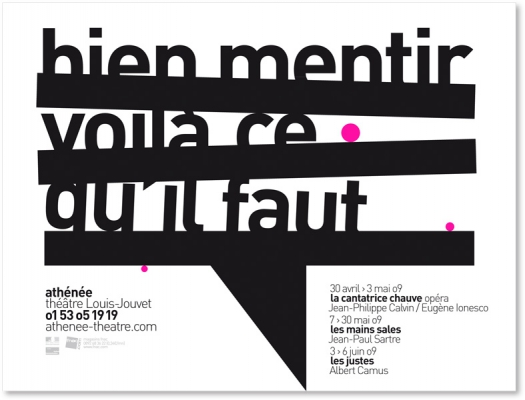 bien mentir
voilà ce
qu'il faut
athénée
théâtre Louis-Jouvet
01 53 05 19 19
athenee-theatre.com
30 avril › 3 mai 09
la cantatrice chauve opéra
Jean-Philippe Calvin / Eugène Ionesco
7 › 30 mai 09
les mains sales
Jean-Paul Sartre
3 › 6 juin 09
les justes
Albert Camus